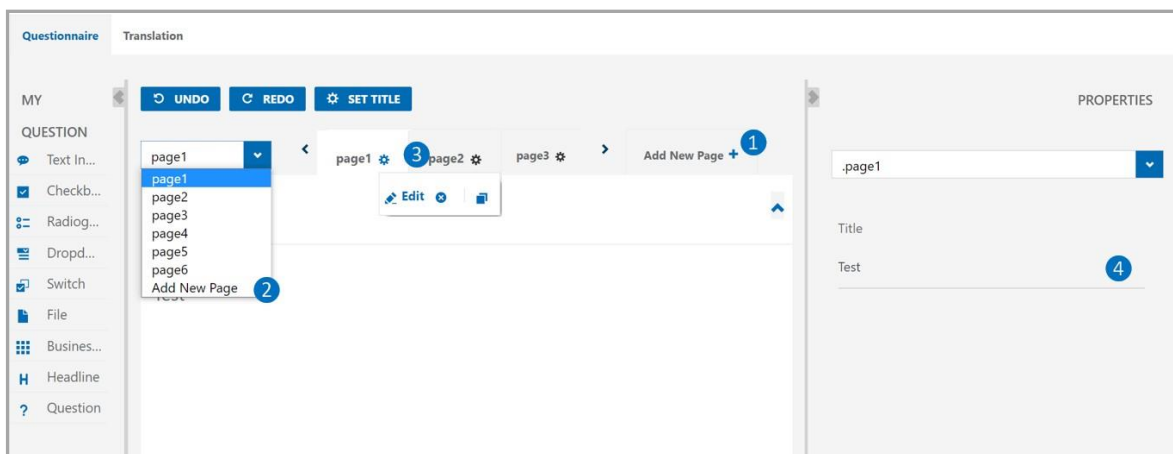 Questionnaire Translation
MY QUESTION
Text In...
Checkb...
Radiog...
Dropd...
Switch
File
Busines...
Headline
Question
UNDO REDO SET TITLE
page1
page1 page2 page3 Add New Page + 1
3
Edit
page1
page2
page3
page4
page5
page6
Add New Page 2
Test
PROPERTIES
.page1
Title
Test 4